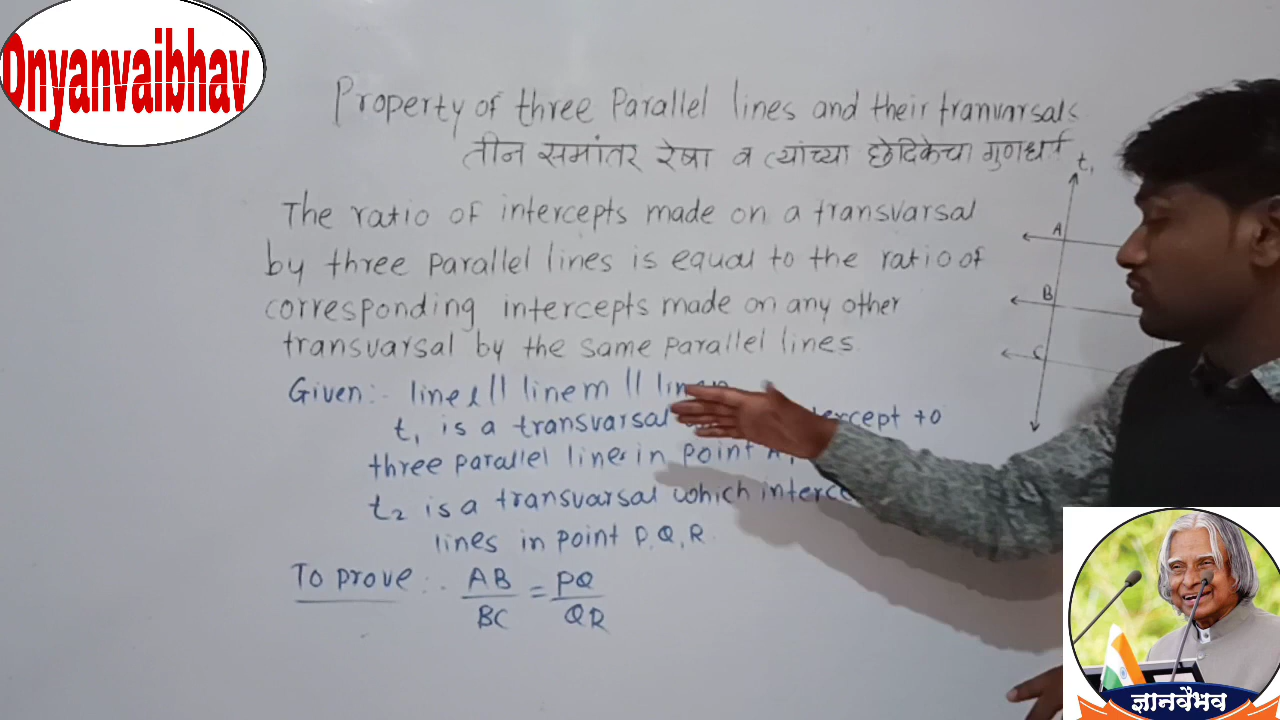 Dnyanvaibhav
Property of three Parallel lines and their tranvarsals
तीन समांतर रेषा व त्यांच्या छेदिकेचा गुणधर्म
The ratio of intercepts made on a transvarsal
by three parallel lines is equal to the ratio of
corresponding intercepts made on any other
transvarsal by the same parallel lines.
Given:- line l || line m || line n
t₁ is a transvarsal to
three parallel lines in point A,
t₂ is a transvarsal which
lines in point P, Q, R
To prove:- AB/BC = PQ/QR
t₁
A
B
C
ज्ञानवैभव